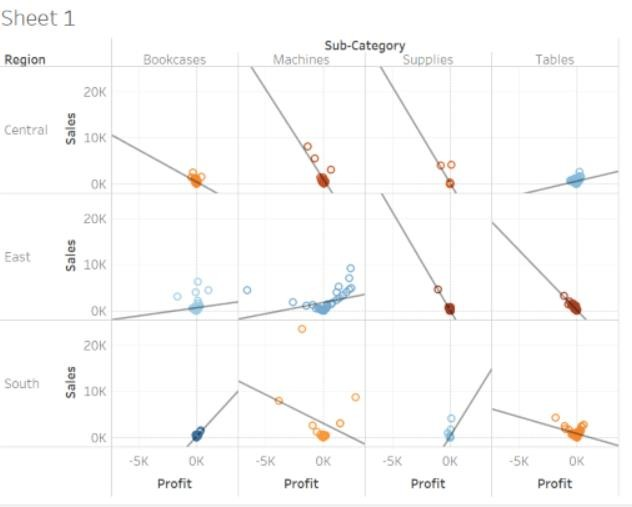 Sheet 1
Sub-Category
Region Bookcases Machines Supplies Tables
Central Sales 20K 10K 0K
East Sales 20K 10K 0K
South Sales 20K 10K 0K
-5K 0K -5K 0K -5K 0K -5K 0K
Profit Profit Profit Profit